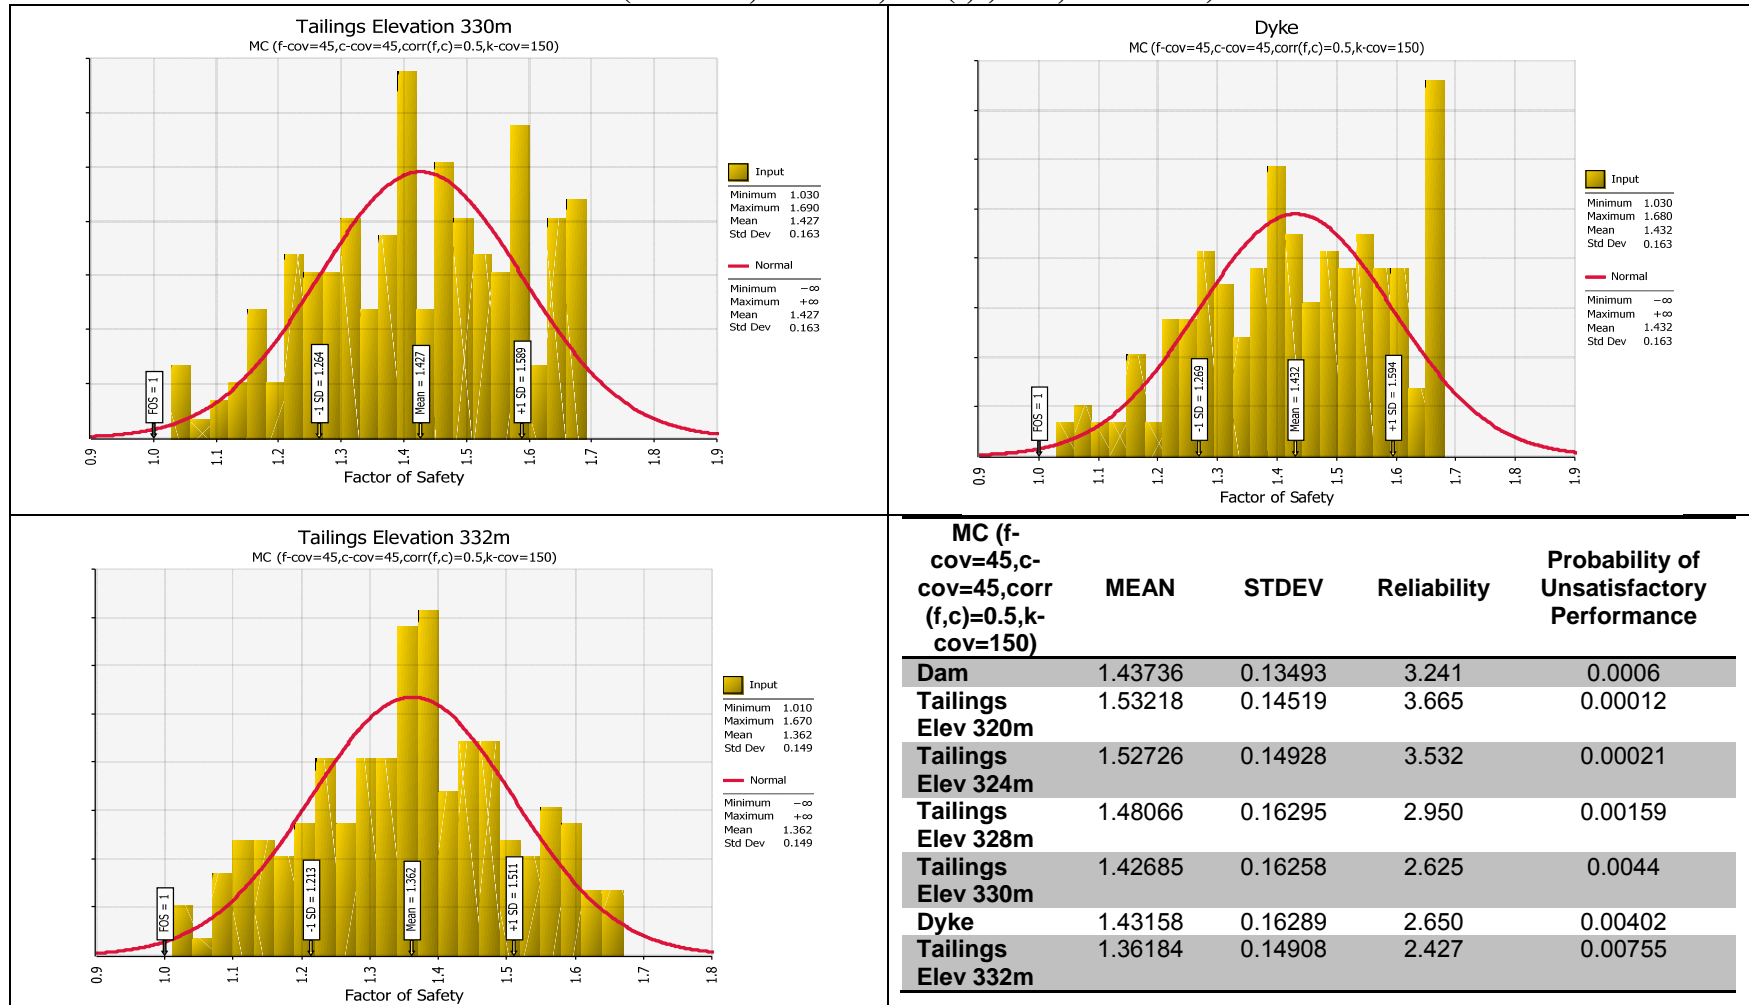 Tailings Elevation 330m
MC (f-cov=45,c-cov=45,corr(f,c)=0.5,k-cov=150)
FOS = 1
-1 SD = 1.264
Mean = 1.427
+1 SD = 1.589
0.9 1.0 1.1 1.2 1.3 1.4 1.5 1.6 1.7 1.8 1.9
Factor of Safety
Input
Minimum 1.030
Maximum 1.690
Mean 1.427
Std Dev 0.163
Normal
Minimum −∞
Maximum +∞
Mean 1.427
Std Dev 0.163
Dyke
MC (f-cov=45,c-cov=45,corr(f,c)=0.5,k-cov=150)
FOS = 1
-1 SD = 1.269
Mean = 1.432
+1 SD = 1.594
0.9 1.0 1.1 1.2 1.3 1.4 1.5 1.6 1.7 1.8 1.9
Factor of Safety
Input
Minimum 1.030
Maximum 1.680
Mean 1.432
Std Dev 0.163
Normal
Minimum −∞
Maximum +∞
Mean 1.432
Std Dev 0.163
Tailings Elevation 332m
MC (f-cov=45,c-cov=45,corr(f,c)=0.5,k-cov=150)
FOS = 1
-1 SD = 1.213
Mean = 1.362
+1 SD = 1.511
0.9 1.0 1.1 1.2 1.3 1.4 1.5 1.6 1.7 1.8
Factor of Safety
Input
Minimum 1.010
Maximum 1.670
Mean 1.362
Std Dev 0.149
Normal
Minimum −∞
Maximum +∞
Mean 1.362
Std Dev 0.149
MC (f-
cov=45,c-
cov=45,corr
(f,c)=0.5,k-
cov=150)
MEAN STDEV Reliability
Probability of
Unsatisfactory
Performance
Dam 1.43736 0.13493 3.241 0.0006
Tailings 1.53218 0.14519 3.665 0.00012
Elev 320m
Tailings 1.52726 0.14928 3.532 0.00021
Elev 324m
Tailings 1.48066 0.16295 2.950 0.00159
Elev 328m
Tailings 1.42685 0.16258 2.625 0.0044
Elev 330m
Dyke 1.43158 0.16289 2.650 0.00402
Tailings 1.36184 0.14908 2.427 0.00755
Elev 332m